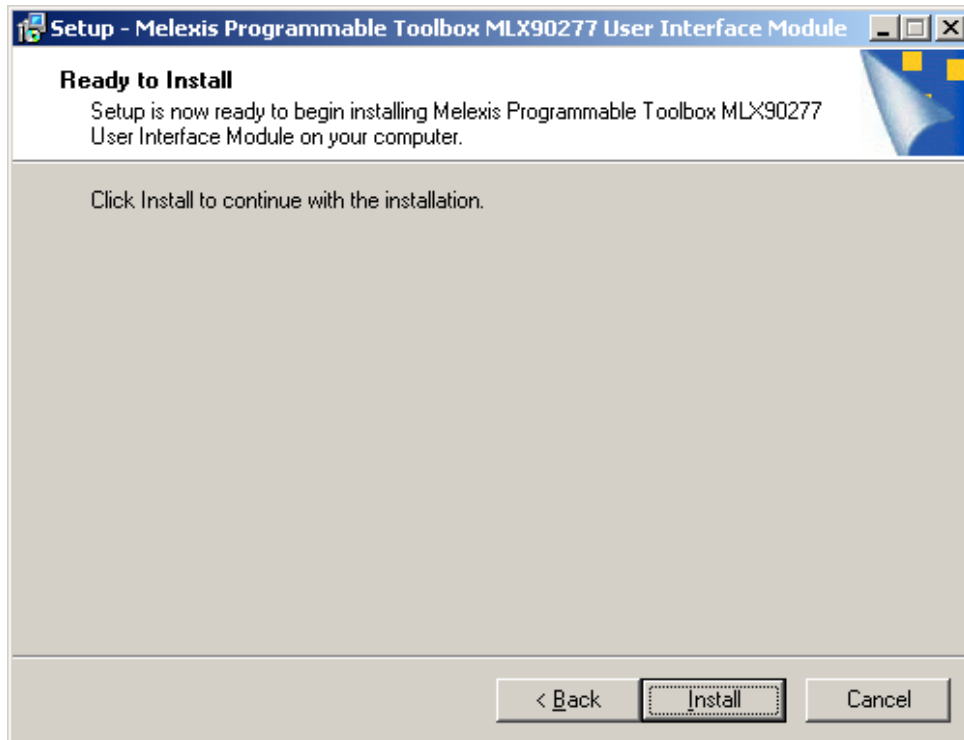 Setup - Melexis Programmable Toolbox MLX90277 User Interface Module
Ready to Install
Setup is now ready to begin installing Melexis Programmable Toolbox MLX90277
User Interface Module on your computer.
Click Install to continue with the installation.
< Back
Install
Cancel